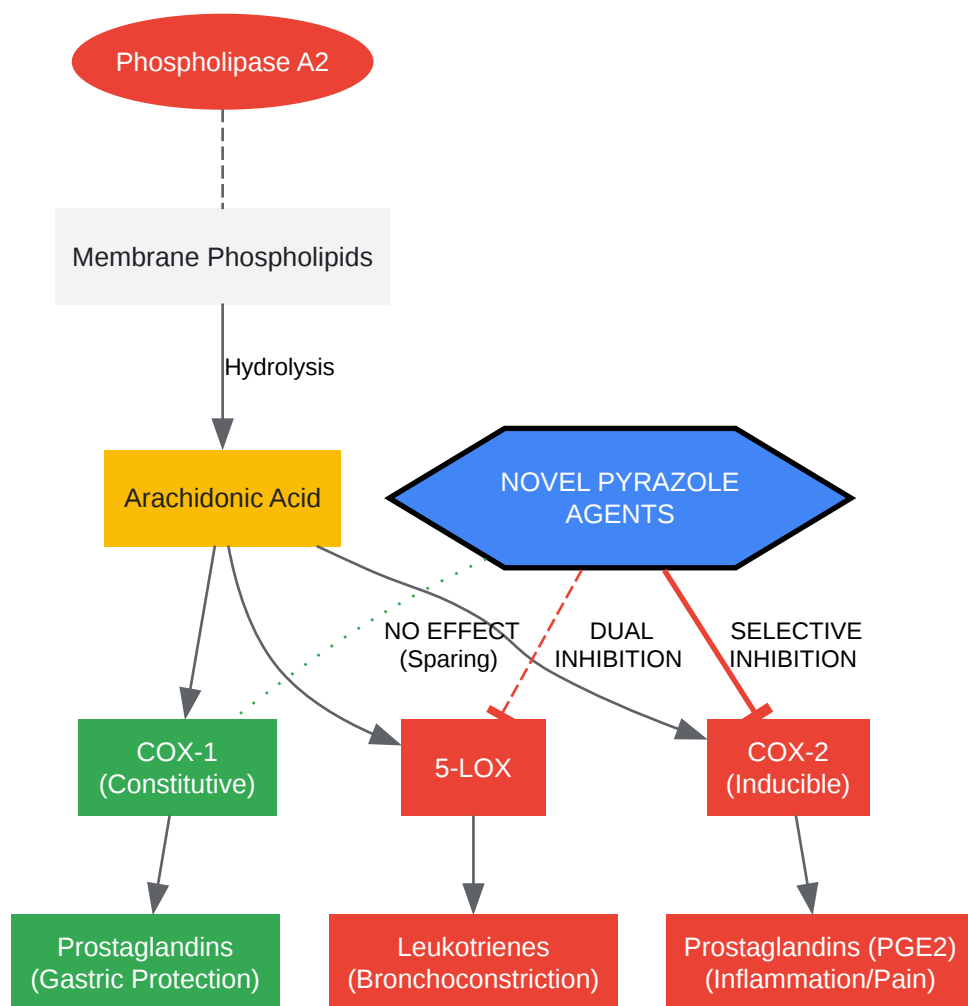 Phospholipase A2
Membrane Phospholipids
Hydrolysis
Arachidonic Acid
NOVEL PYRAZOLE
AGENTS
NO EFFECT
(Sparing)
DUAL
INHIBITION
SELECTIVE
INHIBITION
COX-1
(Constitutive)
5-LOX
COX-2
(Inducible)
Prostaglandins
(Gastric Protection)
Leukotrienes
(Bronchoconstriction)
Prostaglandins (PGE2)
(Inflammation/Pain)